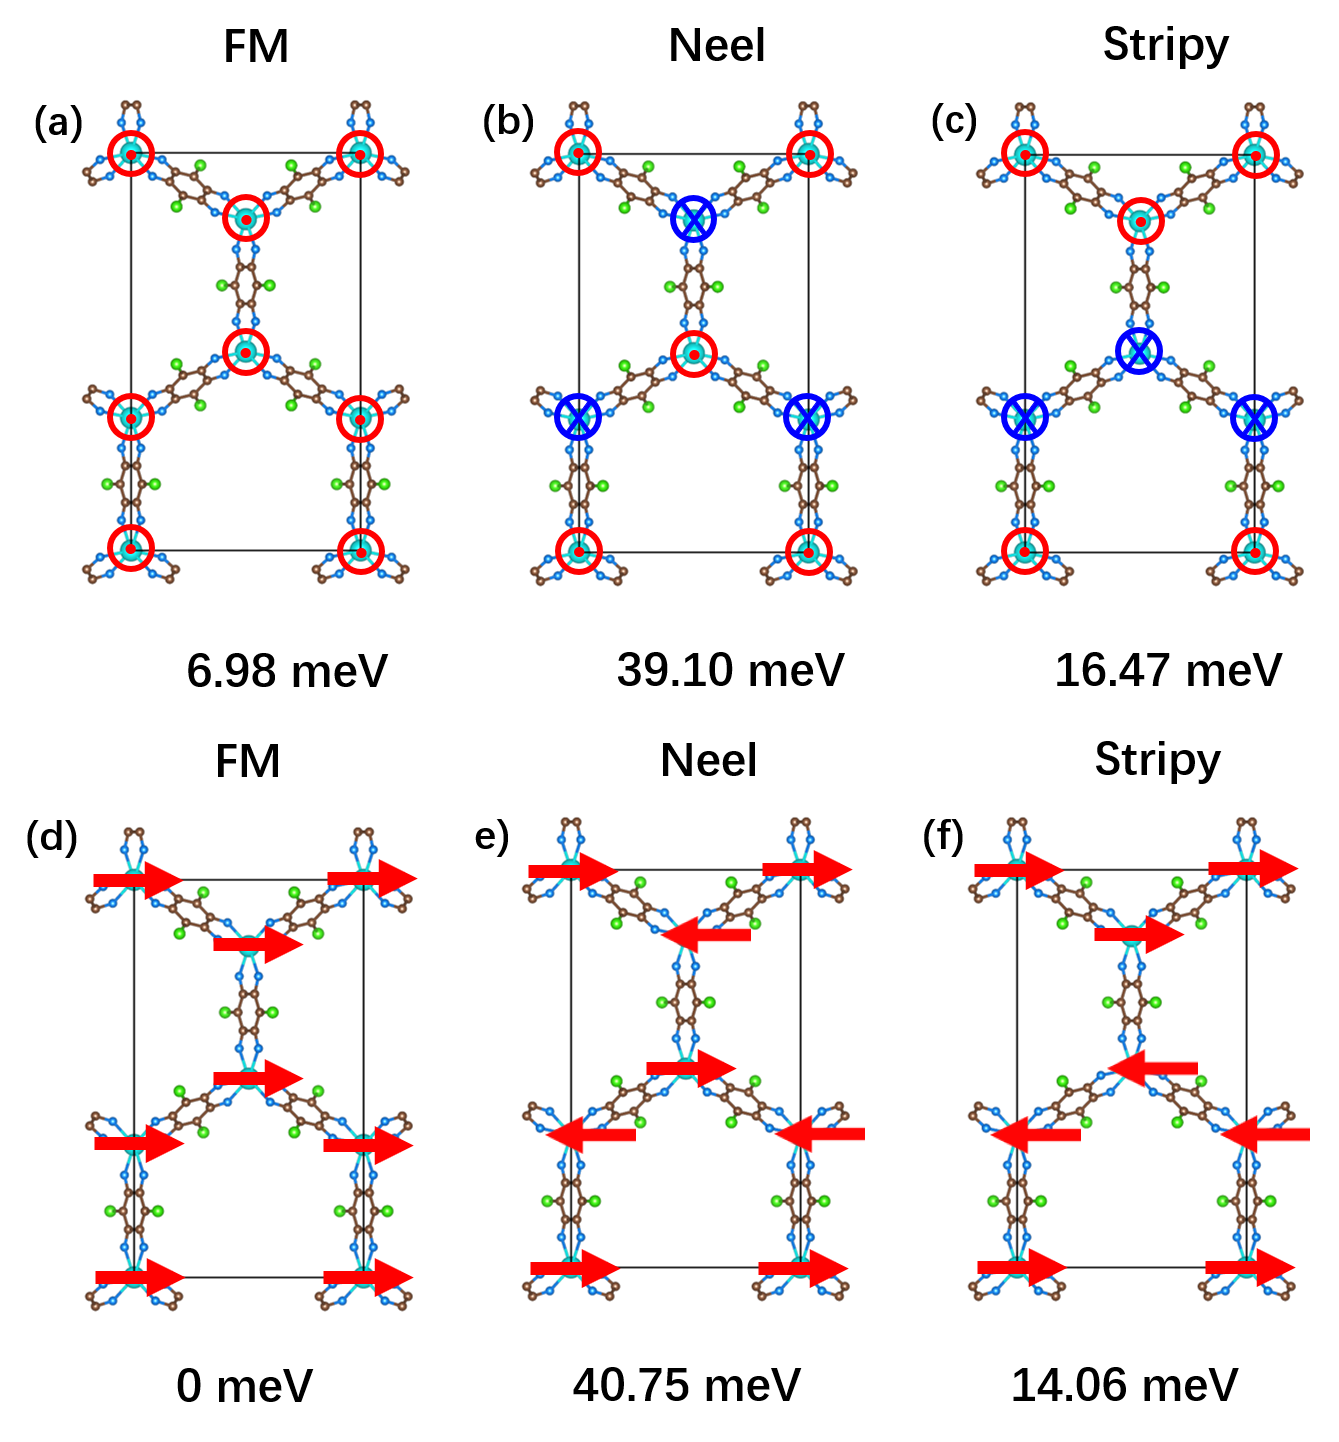 FM Neel Stripy
(a) (b) (c)
6.98 meV 39.10 meV 16.47 meV
FM Neel Stripy
(d) e) (f)
0 meV 40.75 meV 14.06 meV